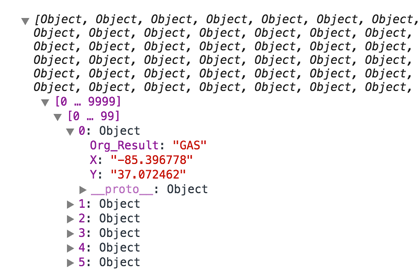 [Object, Object, Object, Object, Object, Object, Object,
Object, Object, Object, Object, Object, Object, Object,
Object, Object, Object, Object, Object, Object, Object,
Object, Object, Object, Object, Object, Object, Object,
Object, Object, Object, Object, Object, Object, Object,
Object, Object, Object, Object, Object, Object, Object,
[0 … 9999]
[0 … 99]
0: Object
Org_Result: "GAS"
X: "-85.396778"
Y: "37.072462"
__proto__: Object
1: Object
2: Object
3: Object
4: Object
5: Object